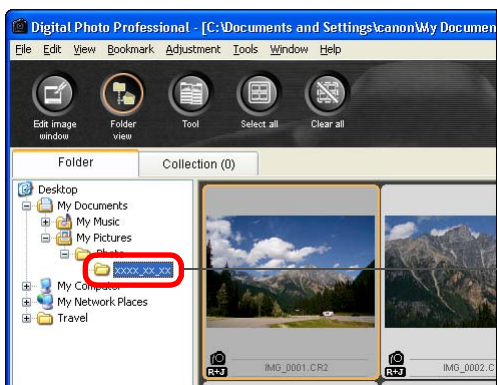 Digital Photo Professional - [C:\Documents and Settings\canon\My Documen
File Edit View Bookmark Adjustment Tools Window Help
Edit image window
Folder view
Tool
Select all
Clear all
Folder
Collection (0)
Desktop
My Documents
My Music
My Pictures
Photo
xxxx_xx_xx
My Computer
My Network Places
Travel
R+J
IMG_0001.CR2
R+J
IMG_0002.C